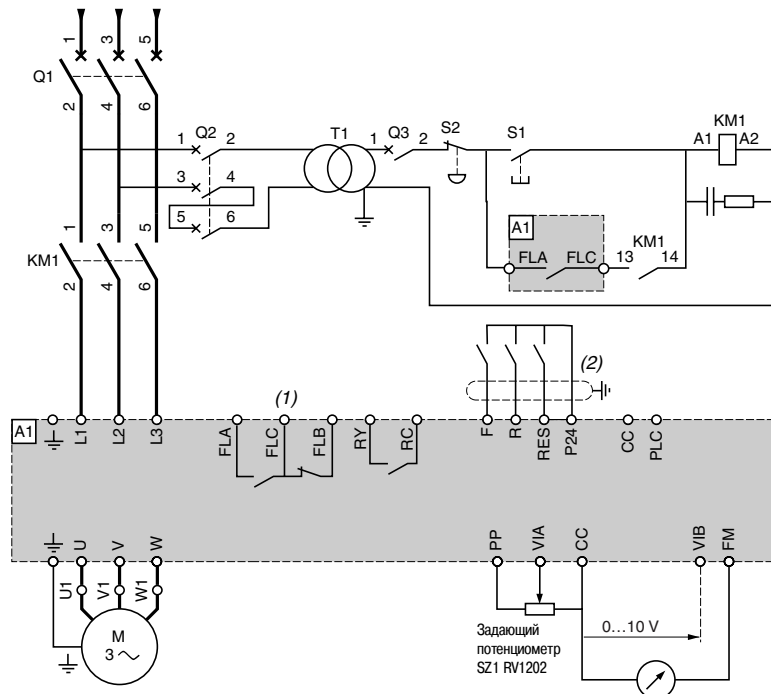 1 3 5
Q1
2 4 6
1 Q2 2
3 4
5 6
T1
1 Q3 2
S2
S1
KM1
A1 A2
A1
FLA FLC
KM1
13 14
1 3 5
KM1
2 4 6
(1)
(2)
A1
L1 L2 L3
FLA FLC FLB RY RC
F R RES P24 CC PLC
U V W
PP VIA CC VIB FM
U1 V1 W1
M
3
0...10 V
Задающий
потенциометр
SZ1 RV1202